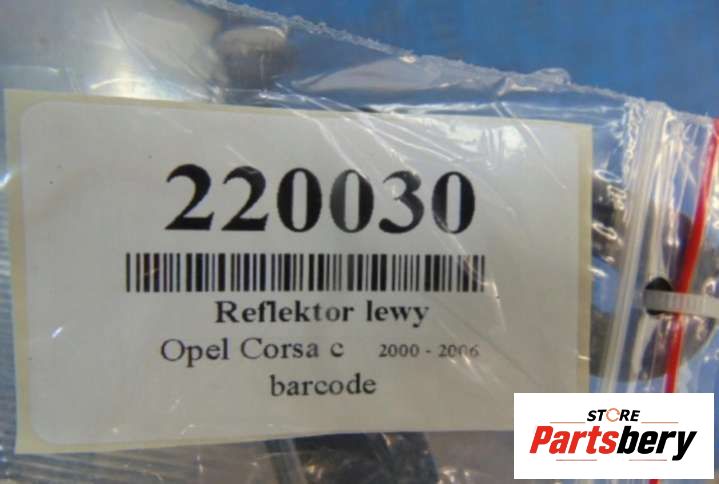 220030
Reflektor lewy
Opel Corsa c 2000 - 2006
barcode
STORE
Partsbery